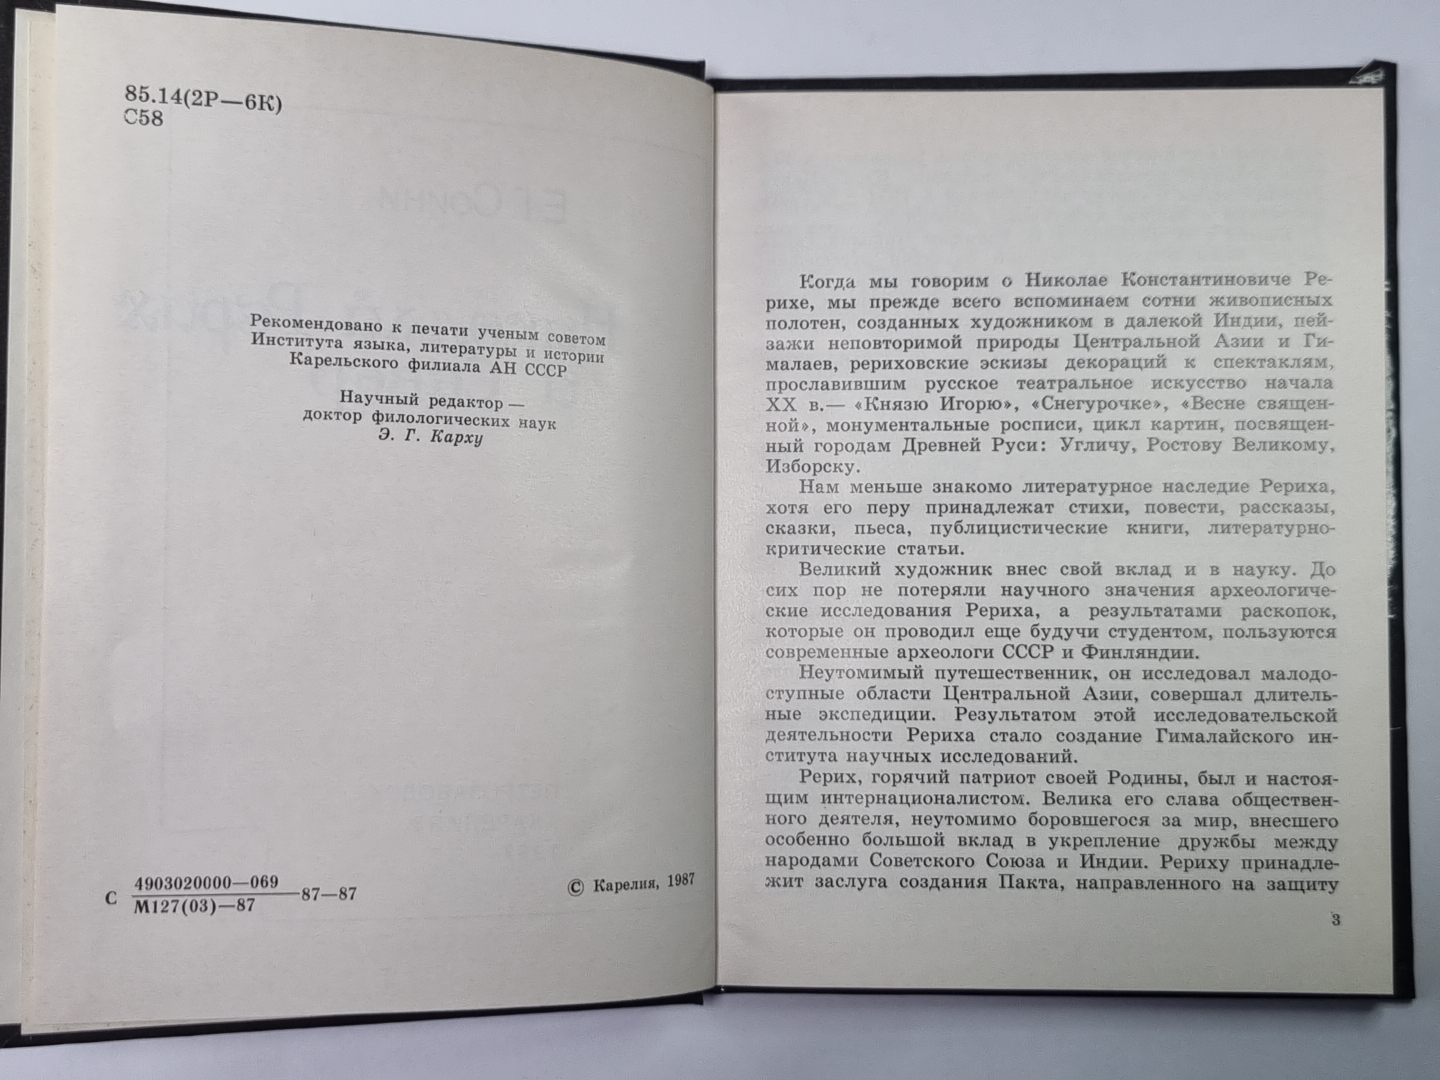 85.14(2Р—6К)
С58
Рекомендовано к печати ученым советом
Института языка, литературы и истории
Карельского филиала АН СССР
Научный редактор —
доктор филологических наук
Э. Г. Карху
С 4903020000—069
М127(03)—87
87—87
© Карелия, 1987
Когда мы говорим о Николае Константиновиче Ре-
рихе, мы прежде всего вспоминаем сотни живописных
полотен, созданных художником в далекой Индии, пей-
зажи неповторимой природы Центральной Азии и Ги-
малаев, рериховские эскизы декораций к спектаклям,
прославившим русское театральное искусство начала
XX в.— «Князю Игорю», «Снегурочке», «Весне священ-
ной», монументальные росписи, цикл картин, посвящен-
ный городам Древней Руси: Угличу, Ростову Великому,
Изборску.
Нам меньше знакомо литературное наследие Рериха,
хотя его перу принадлежат стихи, повести, рассказы,
сказки, пьеса, публицистические книги, литературно-
критические статьи.
Великий художник внес свой вклад и в науку. До
сих пор не потеряли научного значения археологиче-
ские исследования Рериха, а результатами раскопок,
которые он проводил еще будучи студентом, пользуются
современные археологи СССР и Финляндии.
Неутомимый путешественник, он исследовал малодо-
ступные области Центральной Азии, совершал длитель-
ные экспедиции. Результатом этой исследовательской
деятельности Рериха стало создание Гималайского ин-
ститута научных исследований.
Рерих, горячий патриот своей Родины, был и настоя-
щим интернационалистом. Велика его слава обществен-
ного деятеля, неутомимо боровшегося за мир, внесшего
особенно большой вклад в укрепление дружбы между
народами Советского Союза и Индии. Рериху принадле-
жит заслуга создания Пакта, направленного на защиту
3